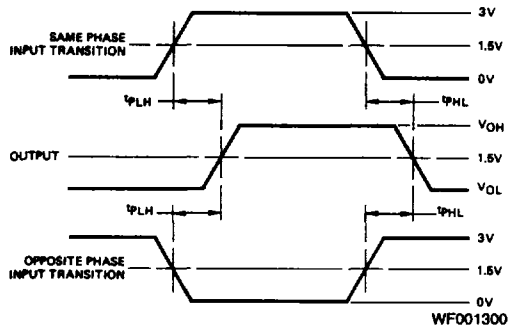 3V
SAME PHASE
INPUT TRANSITION
1.5V
0V
tPLH
tPHL
VOH
OUTPUT
1.5V
VOL
tPLH
tPHL
3V
OPPOSITE PHASE
INPUT TRANSITION
1.5V
0V
WF001300